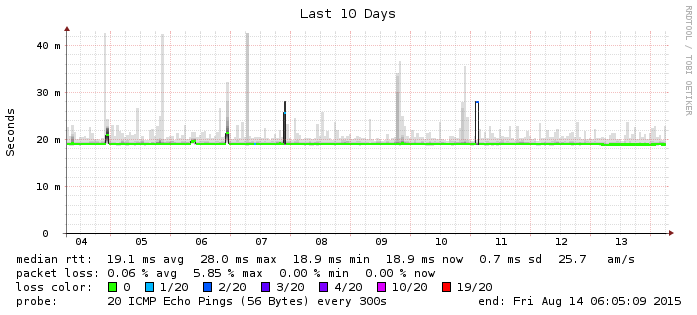 Last 10 Days
RRDTOOL / TOBI OETIKER
Seconds
40 m
30 m
20 m
10 m
0
04 05 06 07 08 09 10 11 12 13
median rtt: 19.1 ms avg 28.0 ms max 18.9 ms min 18.9 ms now 0.7 ms sd 25.7 am/s
packet loss: 0.06 % avg 5.85 % max 0.00 % min 0.00 % now
loss color: 0 1/20 2/20 3/20 4/20 10/20 19/20
probe: 20 ICMP Echo Pings (56 Bytes) every 300s end: Fri Aug 14 06:05:09 2015